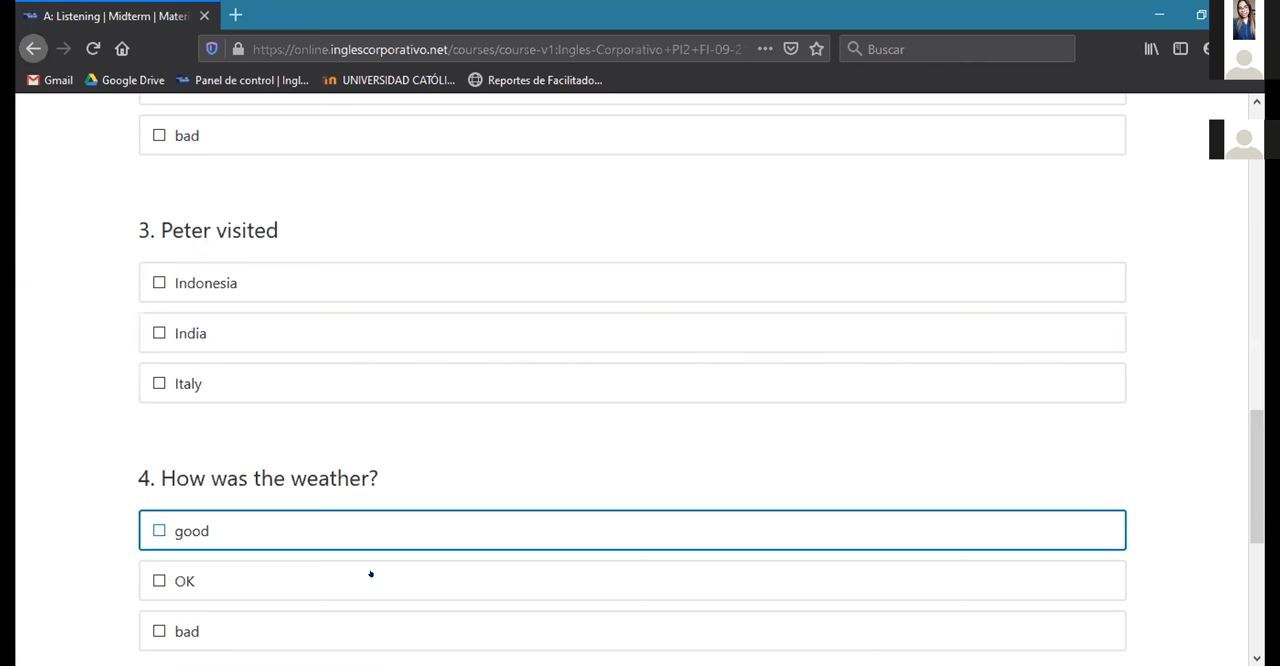 A: Listening | Midterm | Materi
https://online.inglescorporativo.net/courses/course-v1:Ingles-Corporativo+PI2+FI-09-2
Buscar
Gmail
Google Drive
Panel de control | Ingl...
UNIVERSIDAD CATÓLI...
Reportes de Facilitado...
bad
3. Peter visited
Indonesia
India
Italy
4. How was the weather?
good
OK
bad